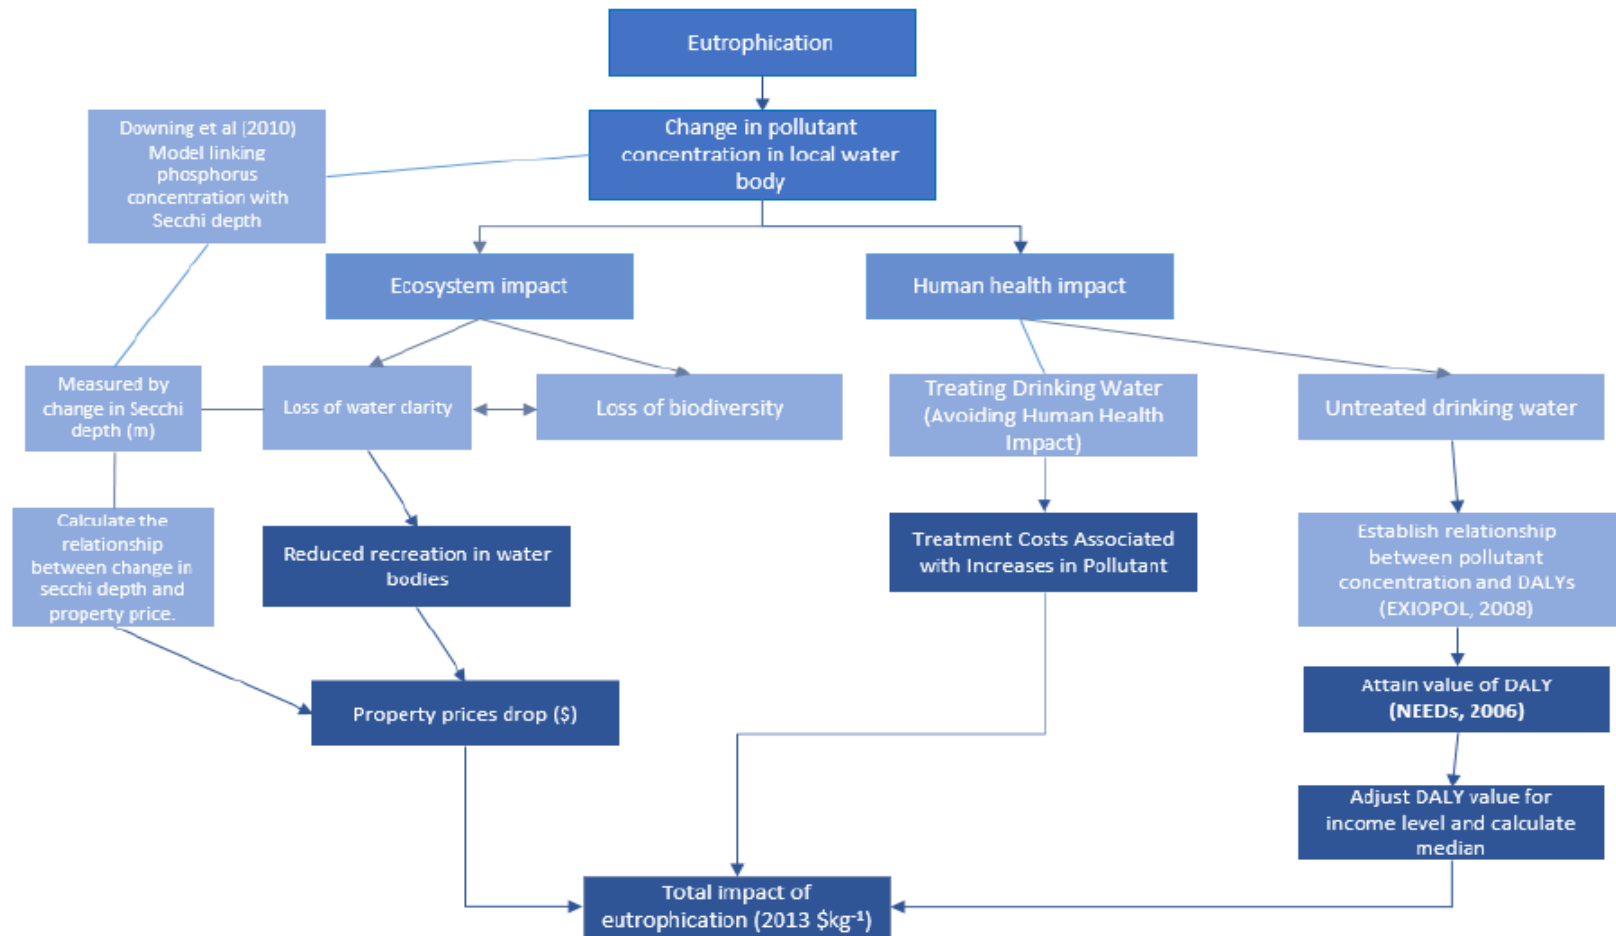 Eutrophication
Downing et al (2010)
Model linking
phosphorus
concentration with
Secchi depth
Change in pollutant
concentration in local water
body
Ecosystem impact
Human health impact
Measured by
change in Secchi
depth (m)
Loss of water clarity
Loss of biodiversity
Treating Drinking Water
(Avoiding Human Health
Impact)
Untreated drinking water
Calculate the
relationship
between change in
secchi depth and
property price.
Reduced recreation in water
bodies
Treatment Costs Associated
with Increases in Pollutant
Establish relationship
between pollutant
concentration and DALYs
(EXIOPOL, 2008)
Property prices drop ($)
Attain value of DALY
(NEEDs, 2006)
Adjust DALY value for
income level and calculate
median
Total impact of
eutrophication (2013 $kg⁻¹)